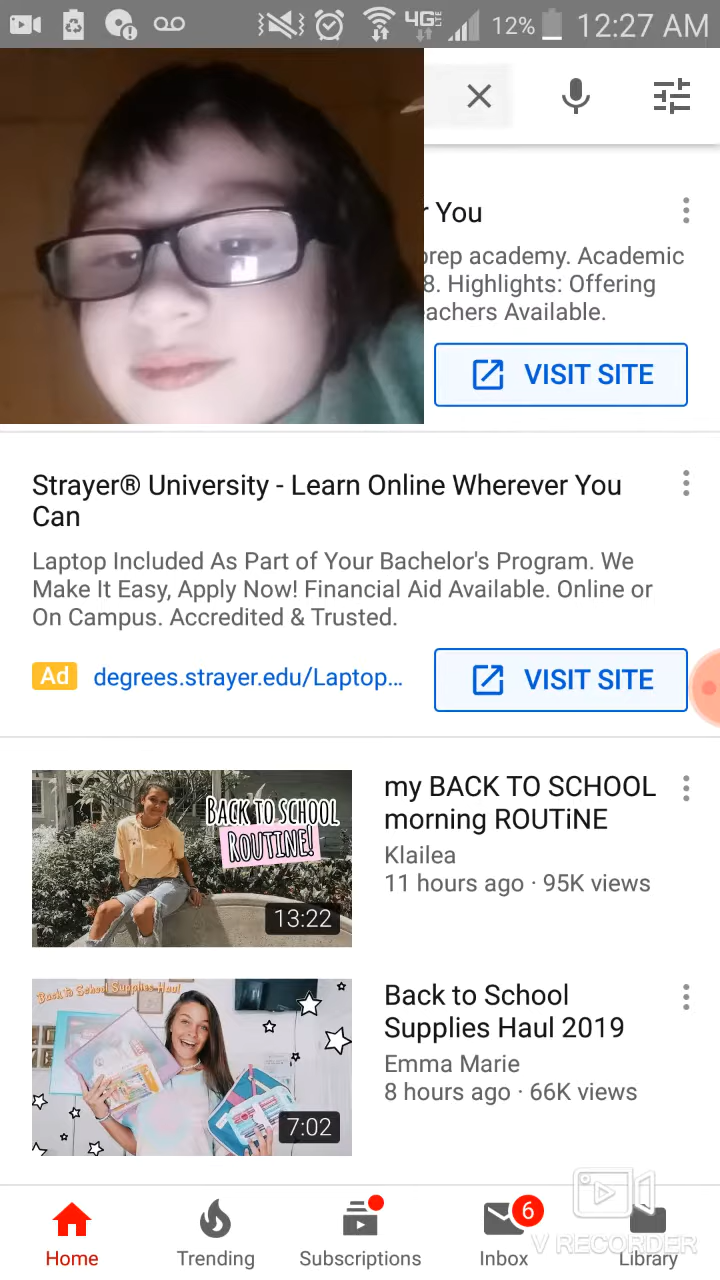 4G LTE 12% 12:27 AM
r You
prep academy. Academic
8. Highlights: Offering
eachers Available.
VISIT SITE
Strayer® University - Learn Online Wherever You
Can
Laptop Included As Part of Your Bachelor's Program. We
Make It Easy, Apply Now! Financial Aid Available. Online or
On Campus. Accredited & Trusted.
Ad degrees.strayer.edu/Laptop... VISIT SITE
BACK TO SCHOOL
ROUTINE!
13:22
my BACK TO SCHOOL
morning ROUTiNE
Klailea
11 hours ago · 95K views
Back to School Supplies Haul
7:02
Back to School
Supplies Haul 2019
Emma Marie
8 hours ago · 66K views
6
Home Trending Subscriptions Inbox Library
V RECORDER